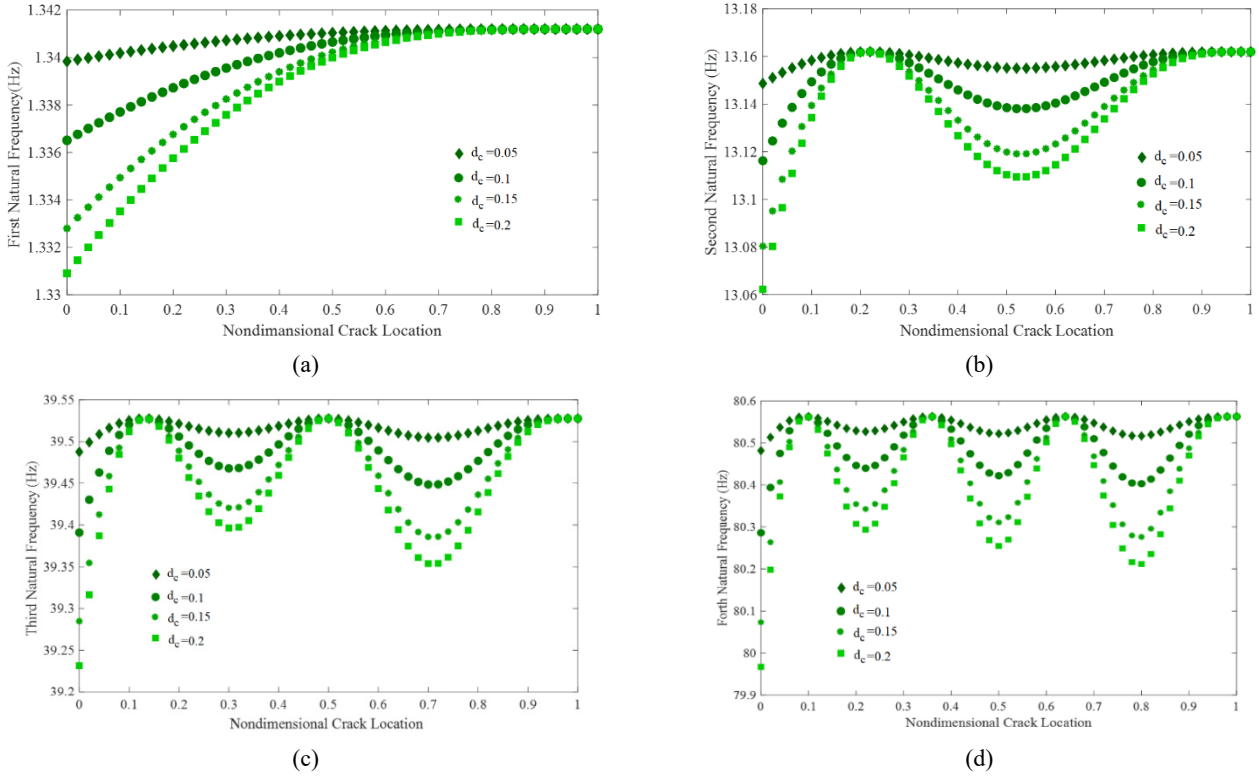 1.342
1.34
1.338
1.336
1.334
1.332
1.33
First Natural Frequency(Hz)
d_c=0.05
d_c=0.1
d_c=0.15
d_c=0.2
0 0.1 0.2 0.3 0.4 0.5 0.6 0.7 0.8 0.9 1
Nondimansional Crack Location
(a)
13.18
13.16
13.14
13.12
13.1
13.08
13.06
Second Natural Frequency (Hz)
d_c=0.05
d_c=0.1
d_c=0.15
d_c=0.2
0 0.1 0.2 0.3 0.4 0.5 0.6 0.7 0.8 0.9 1
Nondimensional Crack Location
(b)
39.55
39.5
39.45
39.4
39.35
39.3
39.25
39.2
Third Natural Frequency (Hz)
d_c=0.05
d_c=0.1
d_c=0.15
d_c=0.2
0 0.1 0.2 0.3 0.4 0.5 0.6 0.7 0.8 0.9 1
Nondimensional Crack Location
(c)
80.6
80.5
80.4
80.3
80.2
80.1
80
79.9
Forth Natural Frequency (Hz)
d_c=0.05
d_c=0.1
d_c=0.15
d_c=0.2
0 0.1 0.2 0.3 0.4 0.5 0.6 0.7 0.8 0.9 1
Nondimensional Crack Location
(d)